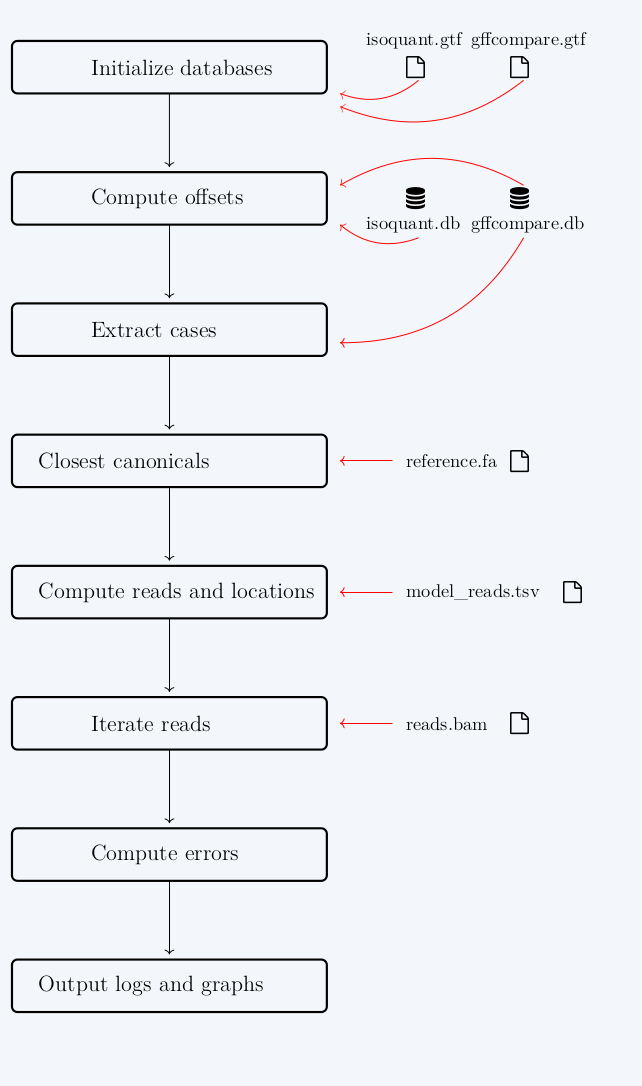 isoquant.gtf gffcompare.gtf
Initialize databases
Compute offsets
isoquant.db gffcompare.db
Extract cases
Closest canonicals
reference.fa
Compute reads and locations
model_reads.tsv
Iterate reads
reads.bam
Compute errors
Output logs and graphs